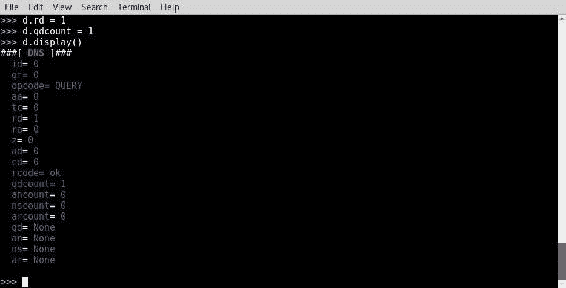 File Edit View Search Terminal Help
>>> d.rd = 1
>>> d.qdcount = 1
>>> d.display()
###[ DNS ]###
id= 0
qr= 0
opcode= QUERY
aa= 0
tc= 0
rd= 1
ra= 0
z= 0
ad= 0
cd= 0
rcode= ok
qdcount= 1
ancount= 0
nscount= 0
arcount= 0
qd= None
an= None
ns= None
ar= None
>>>